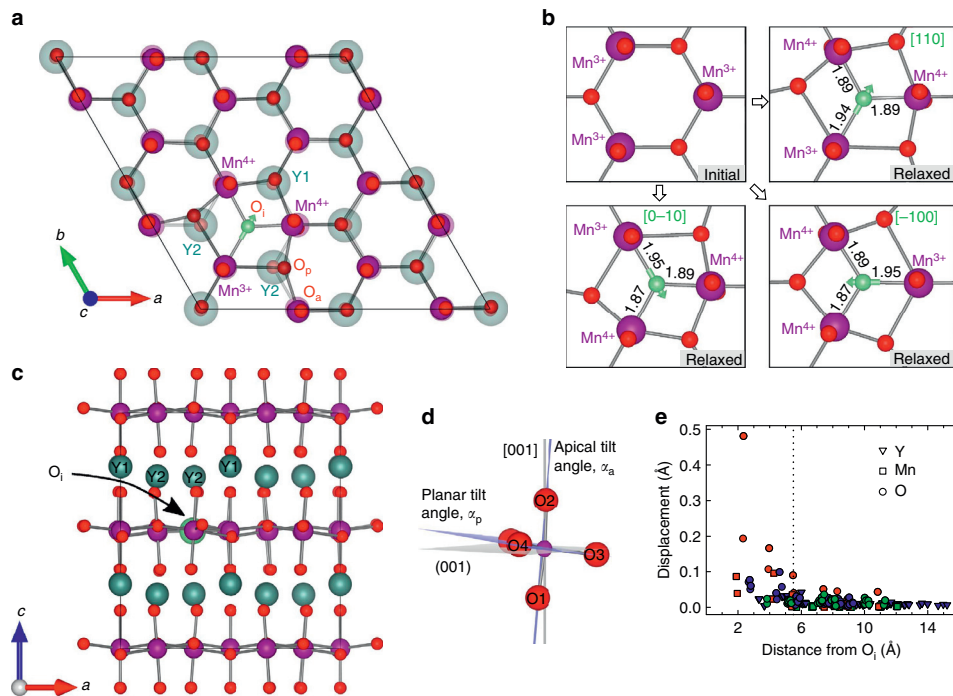 a
Mn4+
Y1
Oi
Mn4+
Y2
Mn3+
Op
Y2
Oa
b
c
a
b
Mn3+
Mn3+
Mn3+
Initial
Mn4+
[110]
Mn4+
1.89
1.94
1.89
Mn3+
Relaxed
[0–10]
Mn3+
1.95
1.89
Mn4+
1.87
Mn4+
Relaxed
[–100]
Mn4+
1.89
Mn3+
1.95
1.87
Mn4+
Relaxed
c
Y1
Y2
Y2
Y1
Oi
c
a
d
[001]
Apical tilt
angle, αa
O2
Planar tilt
angle, αp
O4
O3
(001)
O1
e
Displacement (Å)
0.5
0.4
0.3
0.2
0.1
0.0
Y
Mn
O
2 4 6 8 10 12 14
Distance from Oi (Å)